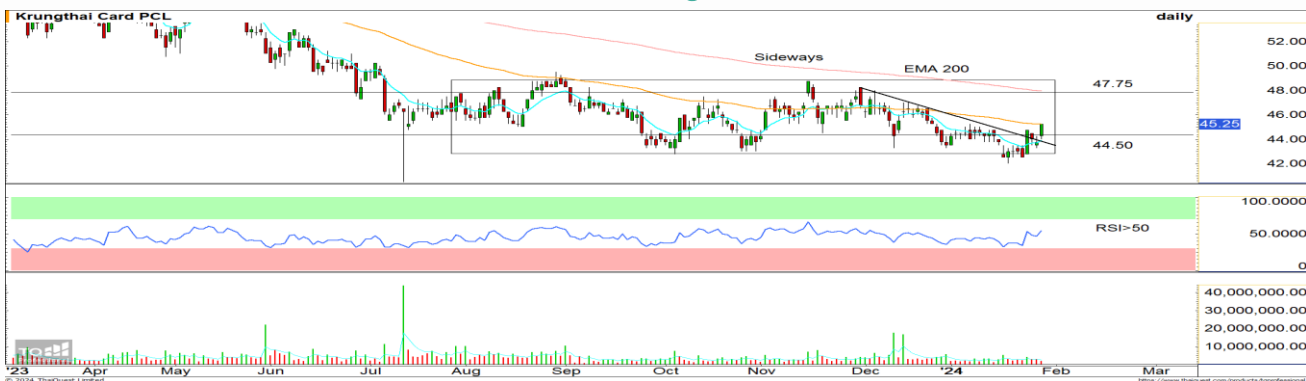 Krungthai Card PCL
daily
52.00
50.00
48.00
46.00
45.25
44.00
42.00
Sideways
EMA 200
47.75
44.50
100.0000
50.0000
0
RSI>50
40,000,000.00
30,000,000.00
20,000,000.00
10,000,000.00
'23 Apr May Jun Jul Aug Sep Oct Nov Dec '24 Feb Mar
© 2024 ThaiQuest Limited